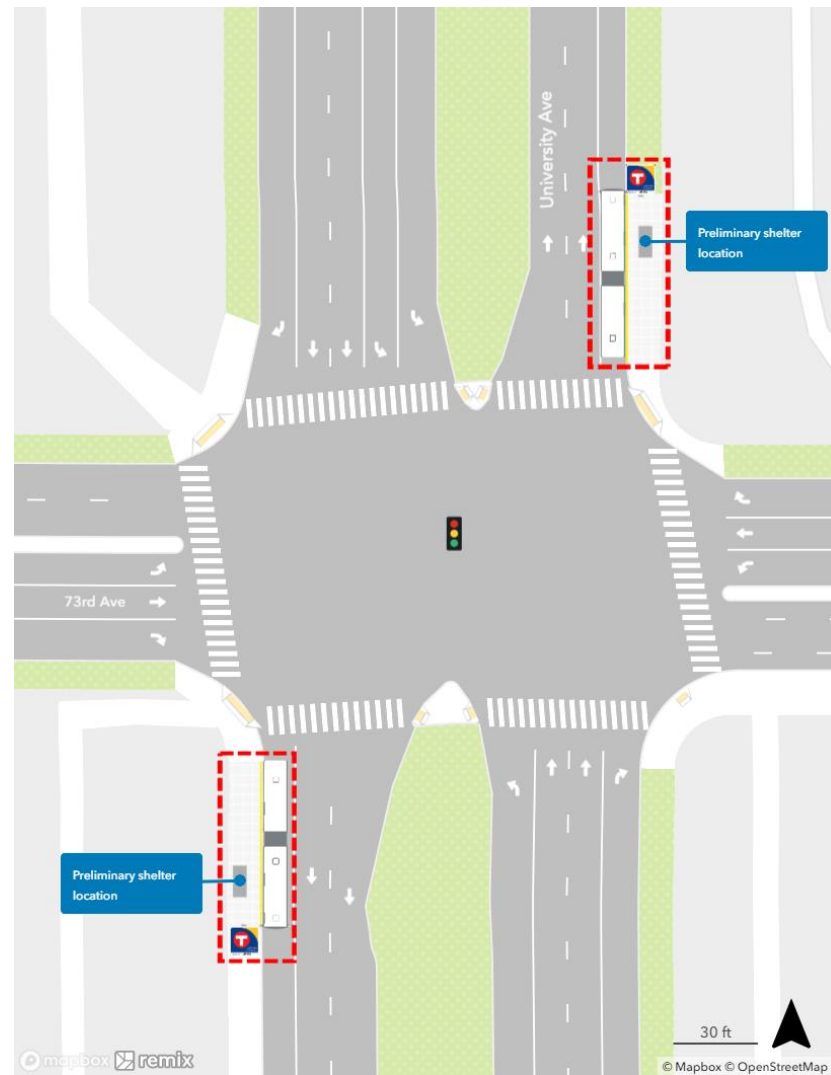 University Ave
Preliminary shelter
location
73rd Ave
Preliminary shelter
location
30 ft
mapbox remix
© Mapbox © OpenStreetMap